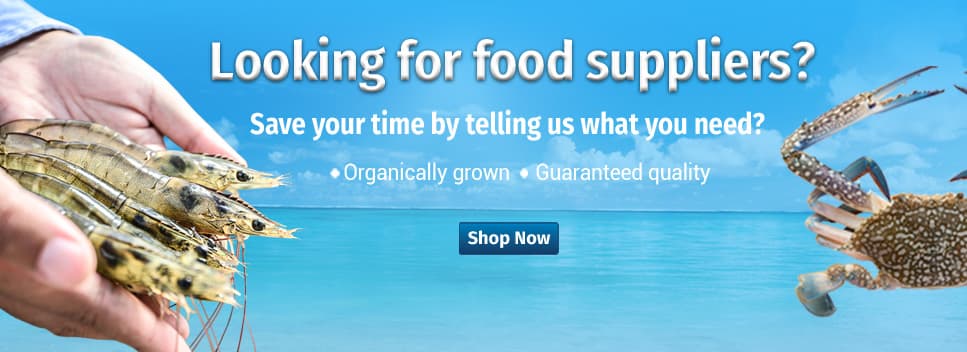 Looking for food suppliers?
Save your time by telling us what you need?
• Organically grown • Guaranteed quality
Shop Now